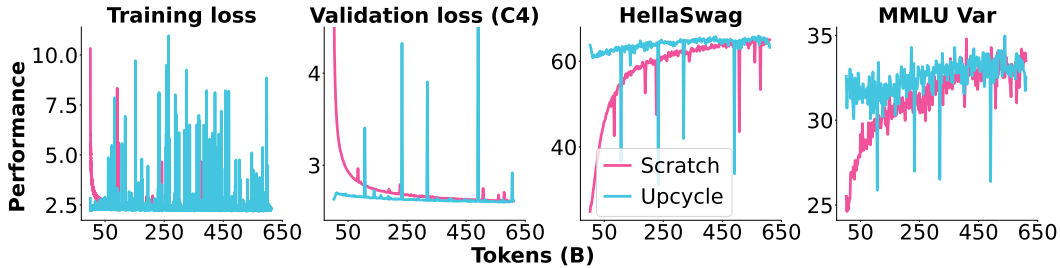 Training loss
Validation loss (C4)
HellaSwag
MMLU Var
Performance
10.0
7.5
5.0
2.5
50 250 450 650
4
3
50 250 450 650
60
40
Scratch
Upcycle
50 250 450 650
35
30
25
50 250 450 650
Tokens (B)